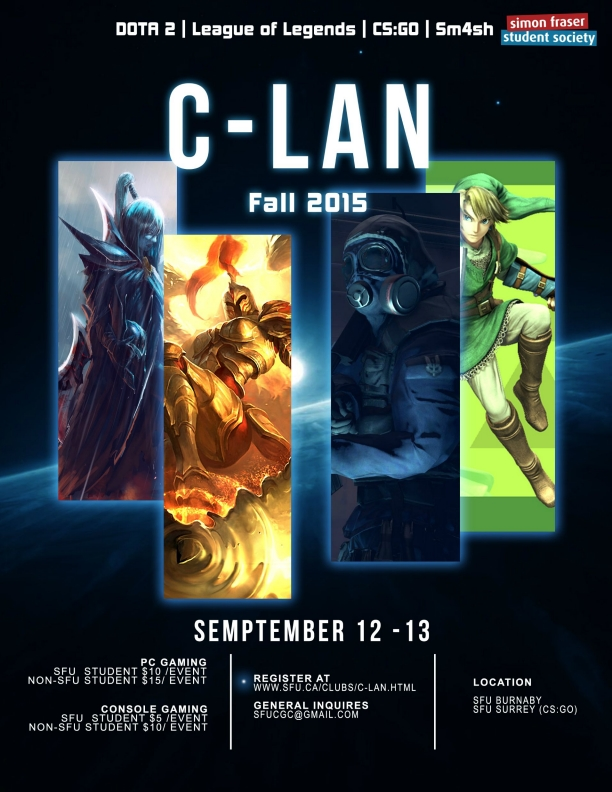 DOTA 2 | League of Legends | CS:GO | Sm4sh
simon fraser
student society
C-LAN
Fall 2015
SEMPTEMBER 12 -13
PC GAMING
SFU STUDENT $10 /EVENT
NON-SFU STUDENT $15/ EVENT
CONSOLE GAMING
SFU STUDENT $5 /EVENT
NON-SFU STUDENT $10/ EVENT
REGISTER AT
WWW.SFU.CA/CLUBS/C-LAN.HTML
GENERAL INQUIRES
SFUCGC@GMAIL.COM
LOCATION
SFU BURNABY
SFU SURREY (CS:GO)